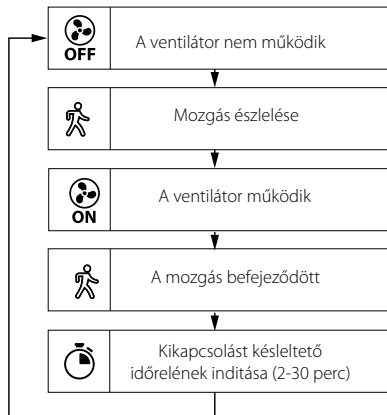 OFF
A ventilátor nem működik
Mozgás észlelése
ON
A ventilátor működik
A mozgás befejeződött
Kikapcsolást késleltető
időrelének inditása (2-30 perc)